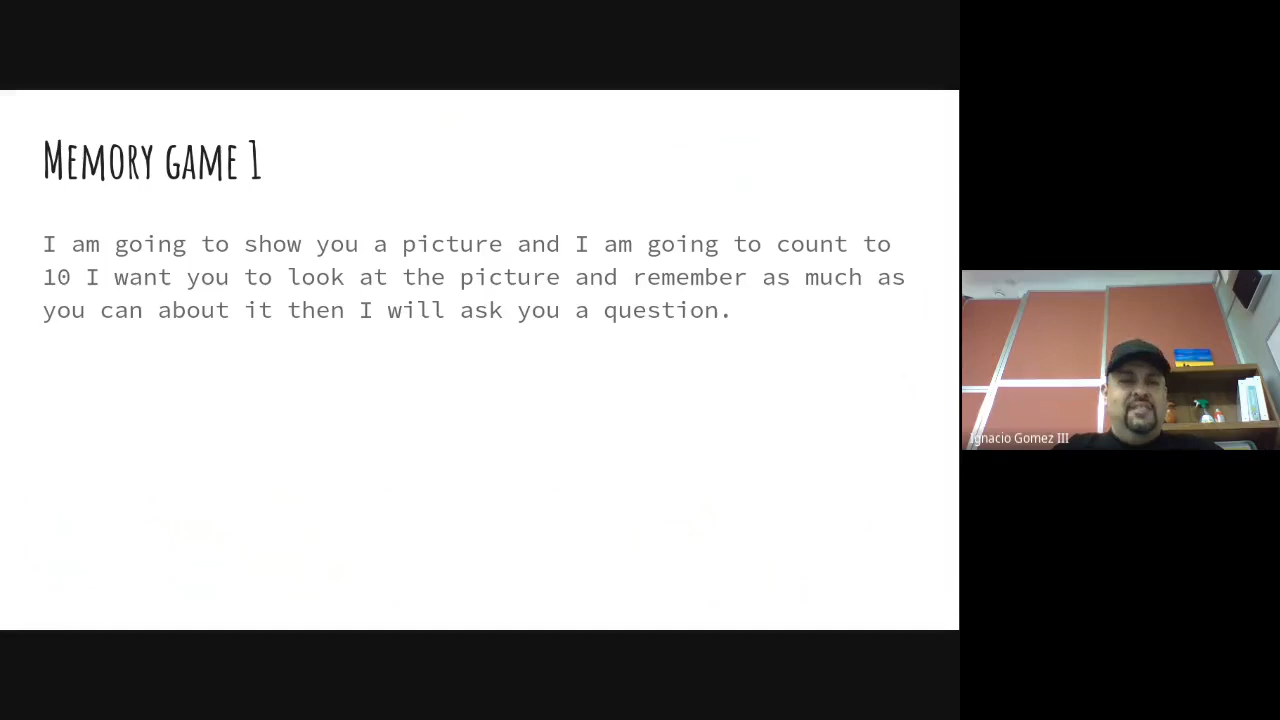 Memory game 1
I am going to show you a picture and I am going to count to
10 I want you to look at the picture and remember as much as
you can about it then I will ask you a question.
Ignacio Gomez III